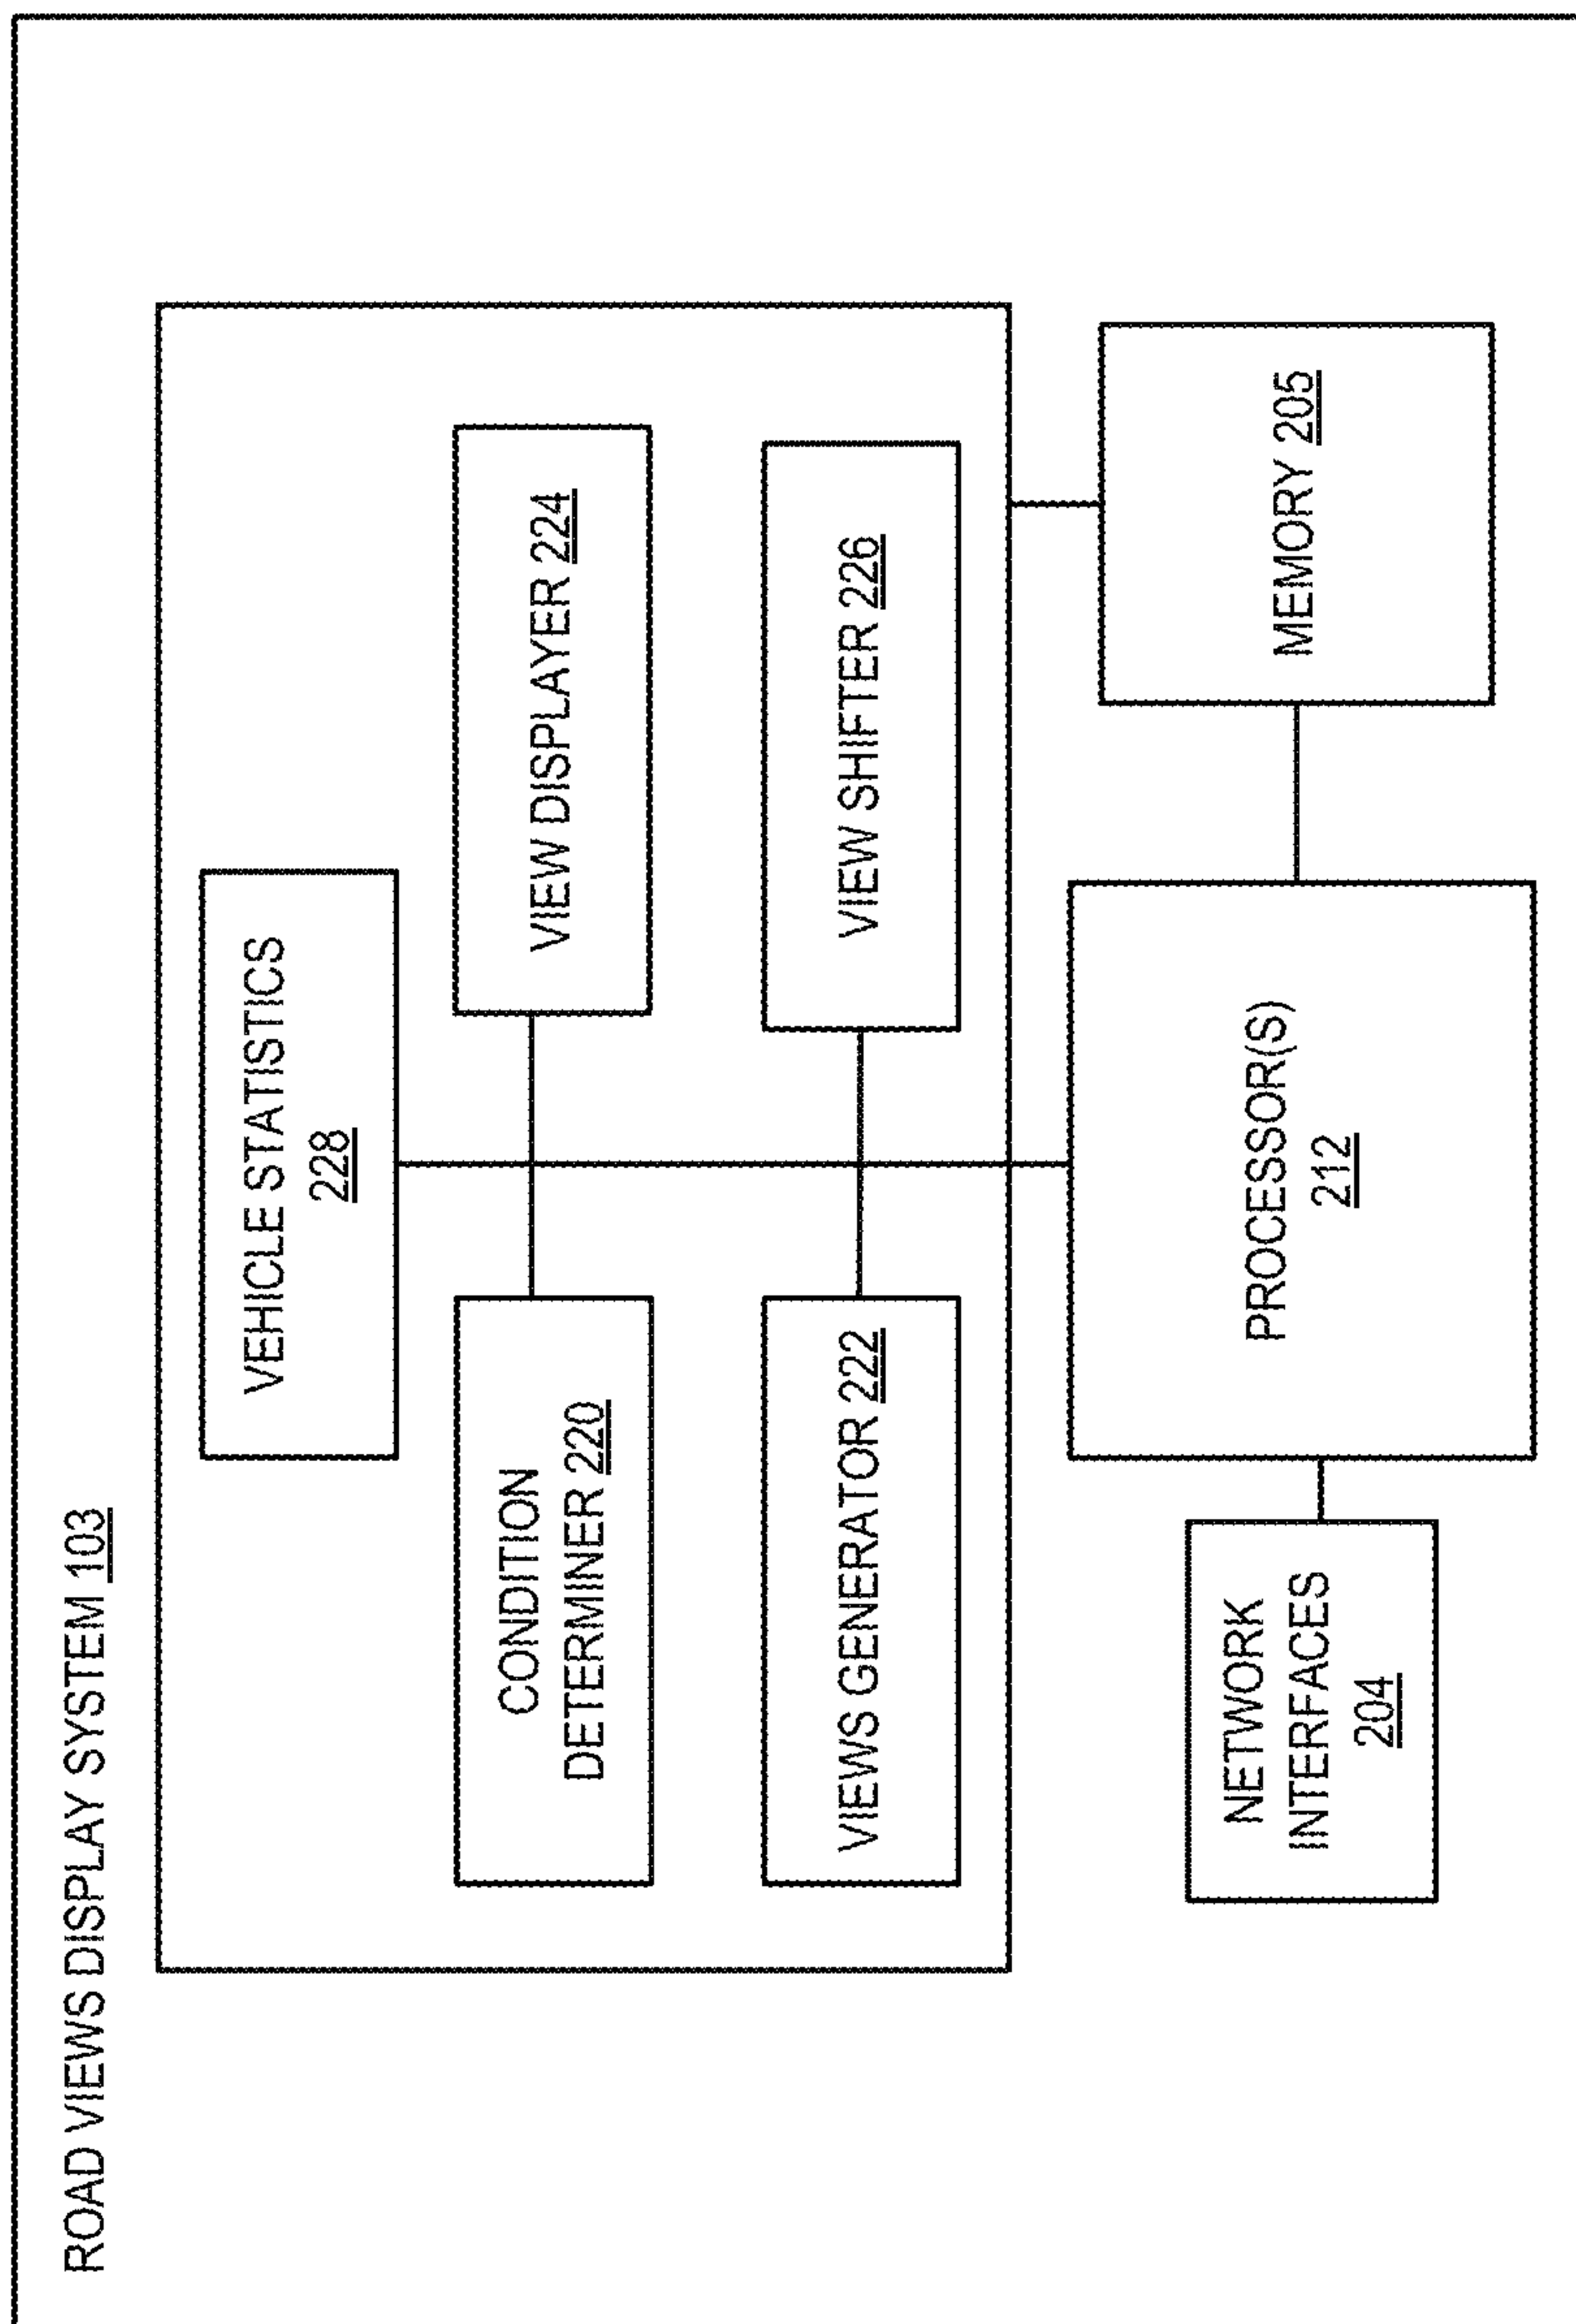 ROAD VIEWS DISPLAY SYSTEM 103
VEHICLE STATISTICS
228
CONDITION
DETERMINER 220
VIEW DISPLAYER 224
VIEWS GENERATOR 222
VIEW SHIFTER 226
NETWORK
INTERFACES
204
PROCESSOR(S)
212
MEMORY 205